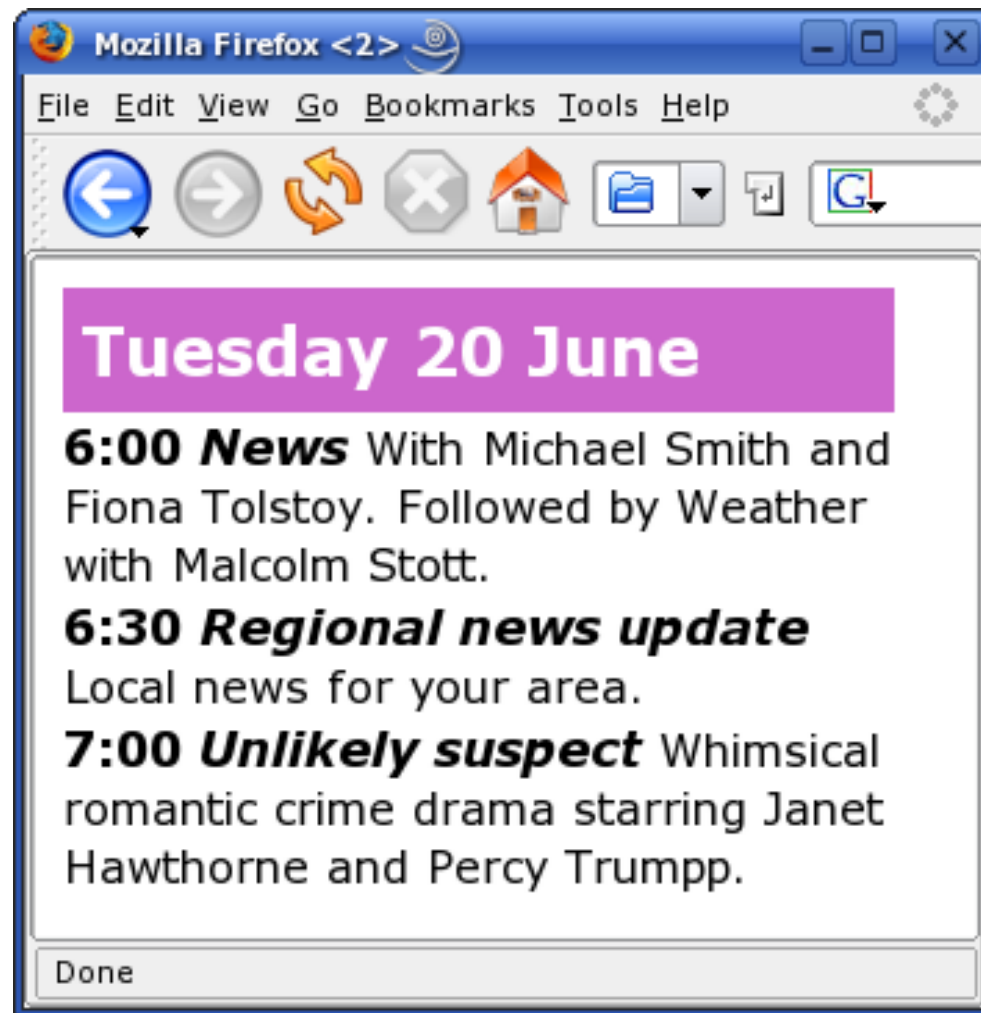 Mozilla Firefox <2>
File Edit View Go Bookmarks Tools Help
G
Tuesday 20 June
6:00 News With Michael Smith and
Fiona Tolstoy. Followed by Weather
with Malcolm Stott.
6:30 Regional news update
Local news for your area.
7:00 Unlikely suspect Whimsical
romantic crime drama starring Janet
Hawthorne and Percy Trumpp.
Done